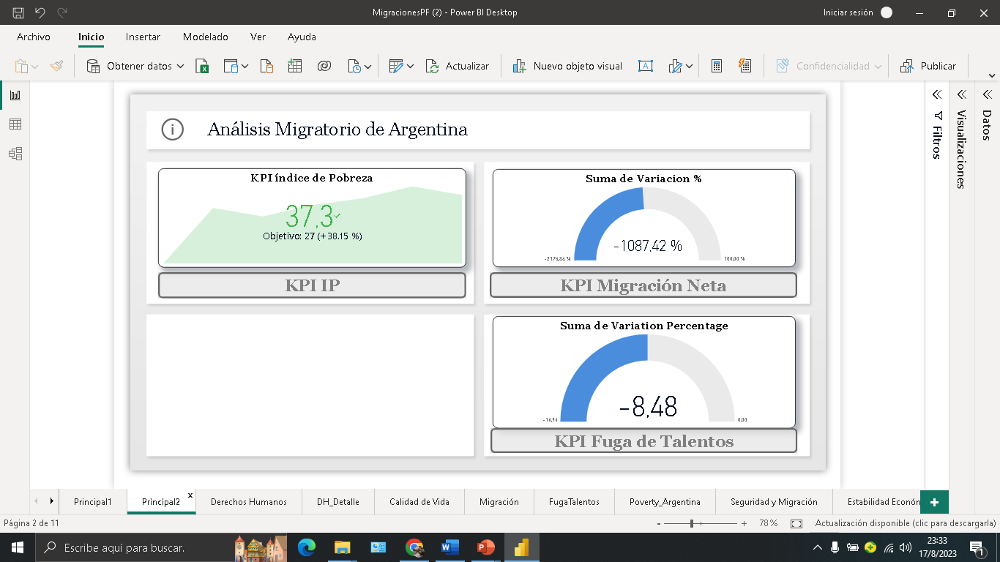 MigracionesPF (2) - Power BI Desktop
Iniciar sesión
Archivo
Inicio
Insertar
Modelado
Ver
Ayuda
Obtener datos
Actualizar
Nuevo objeto visual
Confidencialidad
Publicar
Análisis Migratorio de Argentina
KPI índice de Pobreza
37,3
Objetivo: 27 (+38.15 %)
KPI IP
Suma de Variacion %
-1087,42 %
-2174,84 %
100,00 %
KPI Migración Neta
Suma de Variation Percentage
-8,48
-16,96
0,00
KPI Fuga de Talentos
Filtros
Visualizaciones
Datos
Principal1
Principal2
x
Derechos Humanos
DH_Detalle
Calidad de Vida
Migración
FugaTalentos
Poverty_Argentina
Seguridad y Migración
Estabilidad Econón
Página 2 de 11
78%
Actualización disponible (clic para descargarla)
Escribe aquí para buscar.
23:33
17/8/2023
1